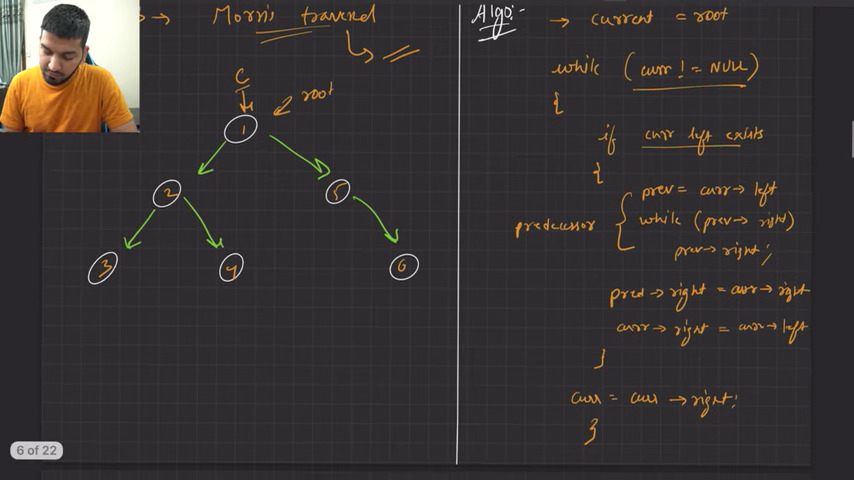 → Morris traversal
C
root
1
2
5
3
4
6
6 of 22
Algo:-
→ current = root
while (curr != NULL)
{
if curr left exists
{
predecussor
prev = curr → left
while (prev → right)
prev → right;
pred → right = curr → right
curr → right = curr → left
}
curr = curr → right;
}